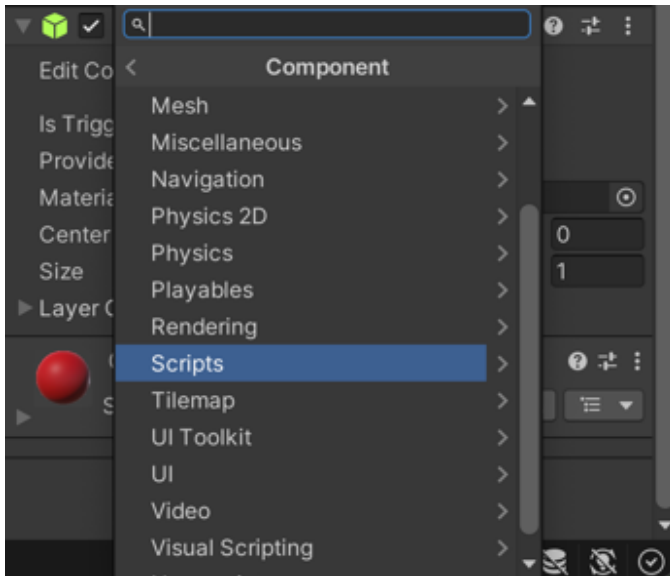 Component
Edit Co
Mesh
Is Trigg
Miscellaneous
Provide
Navigation
Materia
Physics 2D
Center
0
Physics
Size
1
Playables
Layer C
Rendering
Scripts
Tilemap
UI Toolkit
UI
Video
Visual Scripting